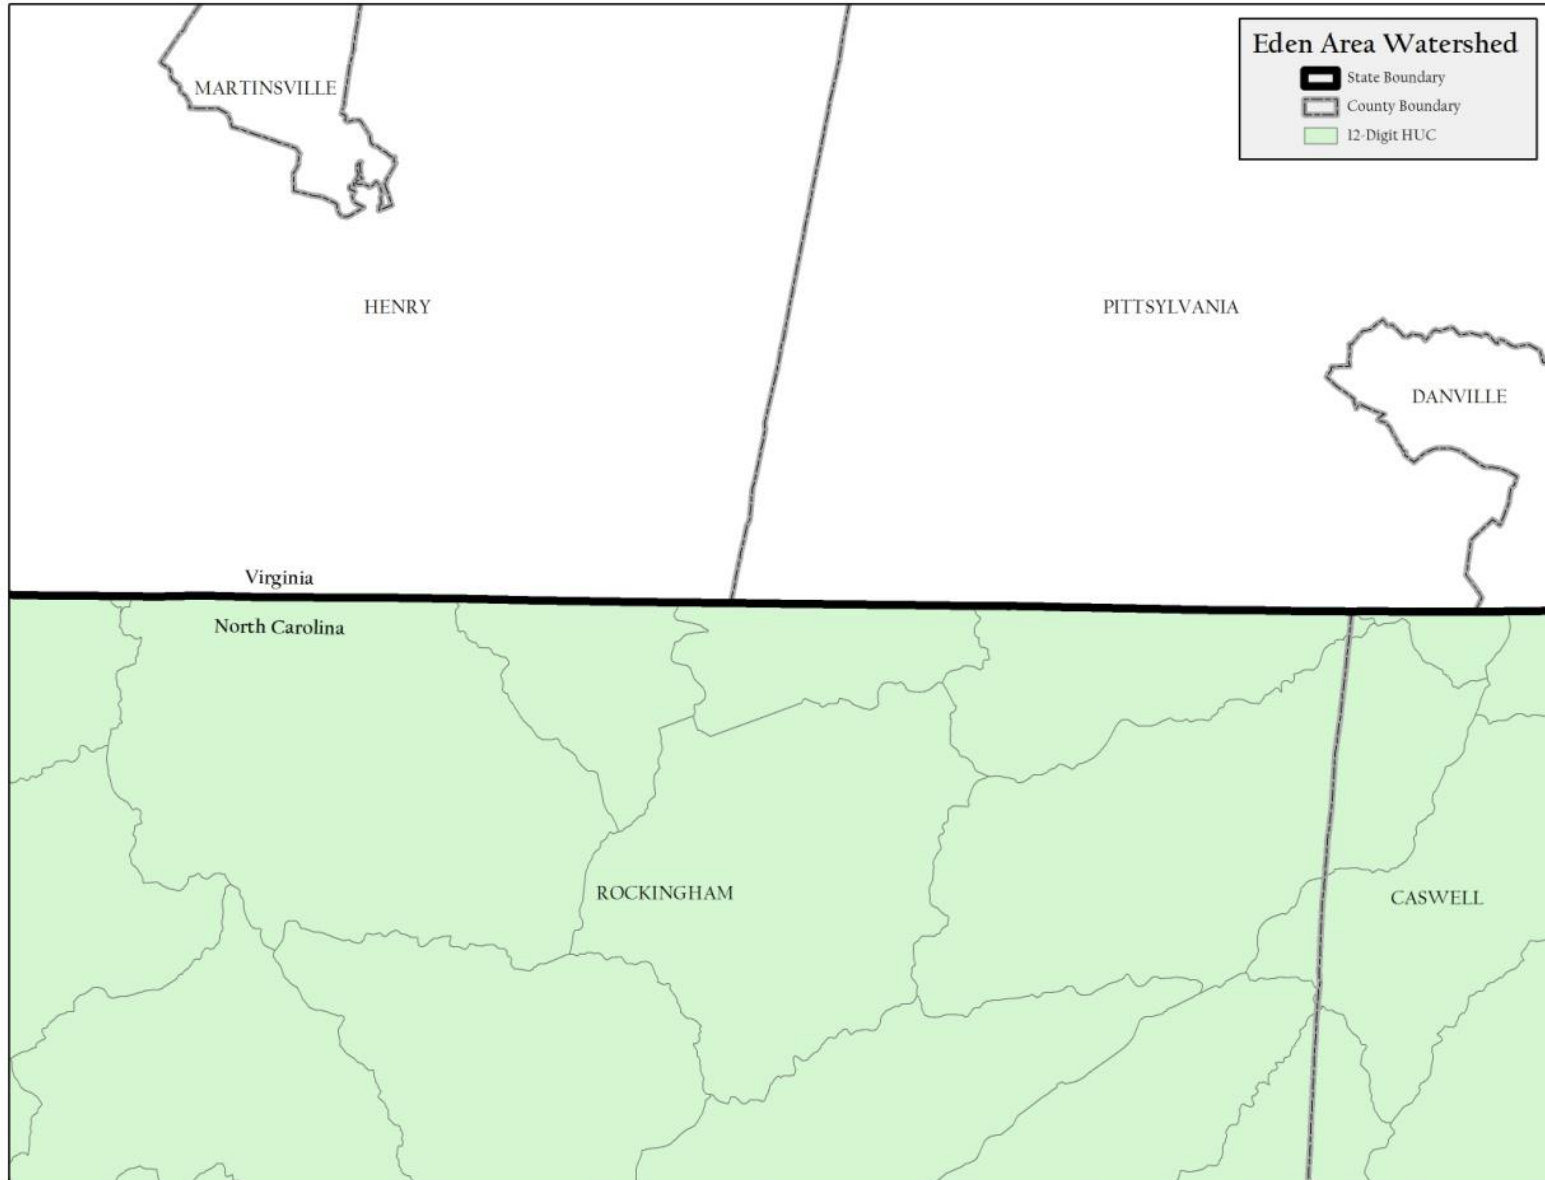 Eden Area Watershed
State Boundary
County Boundary
12-Digit HUC
MARTINSVILLE
HENRY
PITTSYLVANIA
DANVILLE
Virginia
North Carolina
ROCKINGHAM
CASWELL